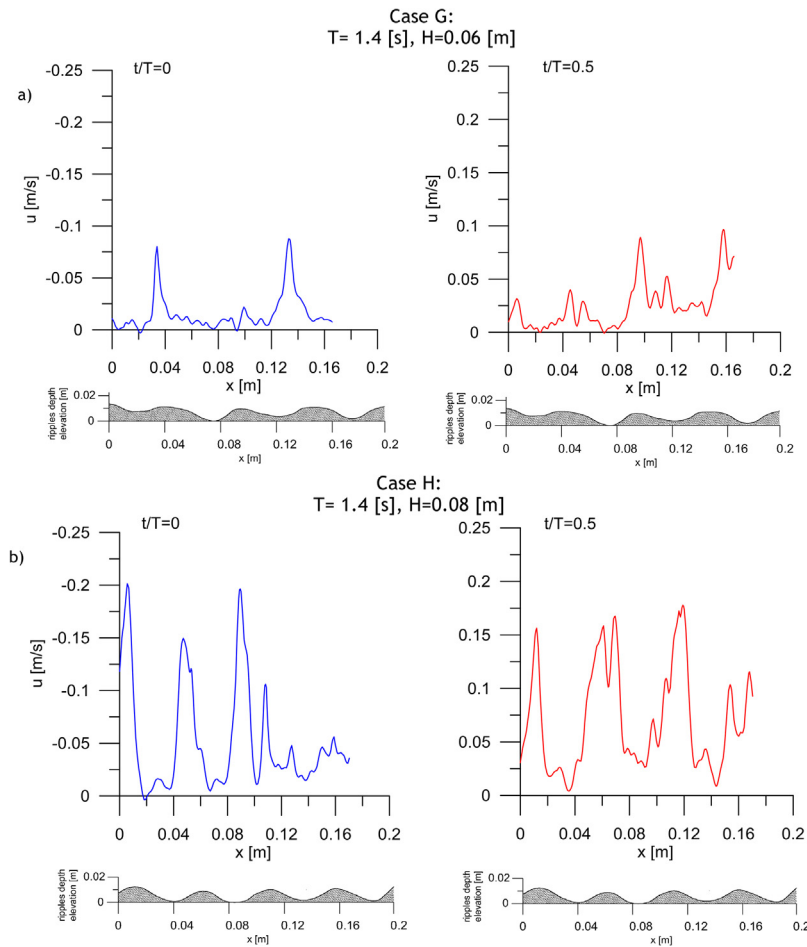 Case G:
T= 1.4 [s], H=0.06 [m]
a)
t/T=0
-0.25
-0.2
-0.15
-0.1
-0.05
0
u [m/s]
0 0.04 0.08 0.12 0.16 0.2
x [m]
ripples depth
elevation [m]
0.02
0
0 0.04 0.08 0.12 0.16 0.2
x [m]
t/T=0.5
0.25
0.2
0.15
0.1
0.05
0
u [m/s]
0 0.04 0.08 0.12 0.16 0.2
x [m]
ripples depth
elevation [m]
0.02
0
0 0.04 0.08 0.12 0.16 0.2
x [m]
Case H:
T= 1.4 [s], H=0.08 [m]
b)
t/T=0
-0.25
-0.2
-0.15
-0.1
-0.05
0
u [m/s]
0 0.04 0.08 0.12 0.16 0.2
x [m]
ripples depth
elevation [m]
0.02
0
0 0.04 0.08 0.12 0.16 0.2
x [m]
t/T=0.5
0.25
0.2
0.15
0.1
0.05
0
u [m/s]
0 0.04 0.08 0.12 0.16 0.2
x [m]
ripples depth
elevation [m]
0.02
0
0 0.04 0.08 0.12 0.16 0.2
x [m]